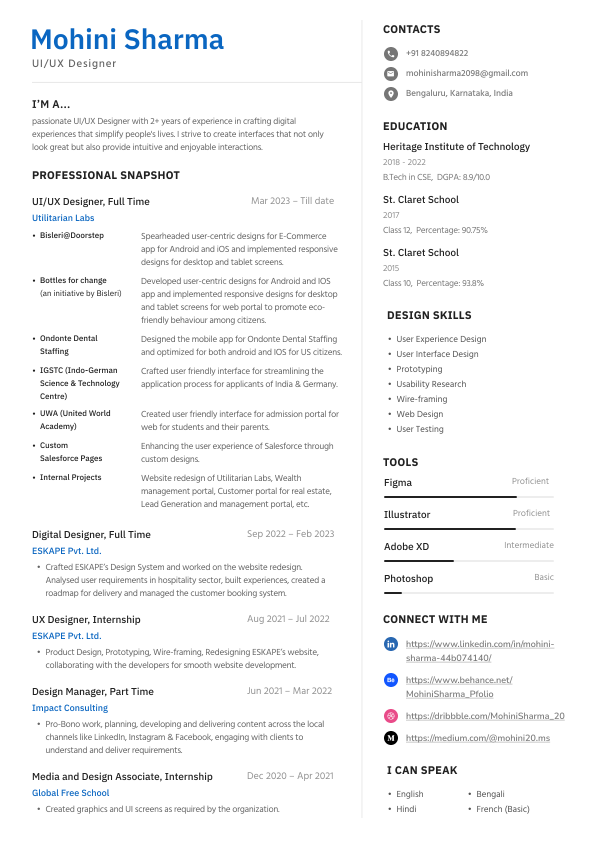 Mohini Sharma
UI/UX Designer
I'M A...
passionate UI/UX Designer with 2+ years of experience in crafting digital
experiences that simplify people's lives. I strive to create interfaces that not only
look great but also provide intuitive and enjoyable interactions.
PROFESSIONAL SNAPSHOT
UI/UX Designer, Full Time Mar 2023 – Till date
Utilitarian Labs
• Bisleri@Doorstep Spearheaded user-centric designs for E-Commerce
app for Android and iOS and implemented responsive
designs for desktop and tablet screens.
• Bottles for change Developed user-centric designs for Android and IOS
(an initiative by Bisleri) app and implemented responsive designs for desktop
and tablet screens for web portal to promote eco-
friendly behaviour among citizens.
• Ondonte Dental Designed the mobile app for Ondonte Dental Staffing
Staffing and optimized for both android and IOS for US citizens.
• IGSTC (Indo-German Crafted user friendly interface for streamlining the
Science & Technology application process for applicants of India & Germany.
Centre)
• UWA (United World Created user friendly interface for admission portal for
Academy) web for students and their parents.
• Custom Enhancing the user experience of Salesforce through
Salesforce Pages custom designs.
• Internal Projects Website redesign of Utilitarian Labs, Wealth
management portal, Customer portal for real estate,
Lead Generation and management portal, etc.
Digital Designer, Full Time Sep 2022 – Feb 2023
ESKAPE Pvt. Ltd.
• Crafted ESKAPE's Design System and worked on the website redesign.
Analysed user requirements in hospitality sector, built experiences, created a
roadmap for delivery and managed the customer booking system.
UX Designer, Internship Aug 2021 – Jul 2022
ESKAPE Pvt. Ltd.
• Product Design, Prototyping, Wire-framing, Redesigning ESKAPE's website,
collaborating with the developers for smooth website development.
Design Manager, Part Time Jun 2021 – Mar 2022
Impact Consulting
• Pro-Bono work, planning, developing and delivering content across the local
channels like LinkedIn, Instagram & Facebook, engaging with clients to
understand and deliver requirements.
Media and Design Associate, Internship Dec 2020 – Apr 2021
Global Free School
• Created graphics and UI screens as required by the organization.
CONTACTS
+91 8240894822
mohinisharma2098@gmail.com
Bengaluru, Karnataka, India
EDUCATION
Heritage Institute of Technology
2018 - 2022
B.Tech in CSE, DGPA: 8.9/10.0
St. Claret School
2017
Class 12, Percentage: 90.75%
St. Claret School
2015
Class 10, Percentage: 93.8%
DESIGN SKILLS
• User Experience Design
• User Interface Design
• Prototyping
• Usability Research
• Wire-framing
• Web Design
• User Testing
TOOLS
Figma Proficient
Illustrator Proficient
Adobe XD Intermediate
Photoshop Basic
CONNECT WITH ME
in https://www.linkedin.com/in/mohini-
sharma-44b074140/
Bē https://www.behance.net/
MohiniSharma_Pfolio
https://dribbble.com/MohiniSharma_20
M https://medium.com/@mohini20.ms
I CAN SPEAK
• English • Bengali
• Hindi • French (Basic)